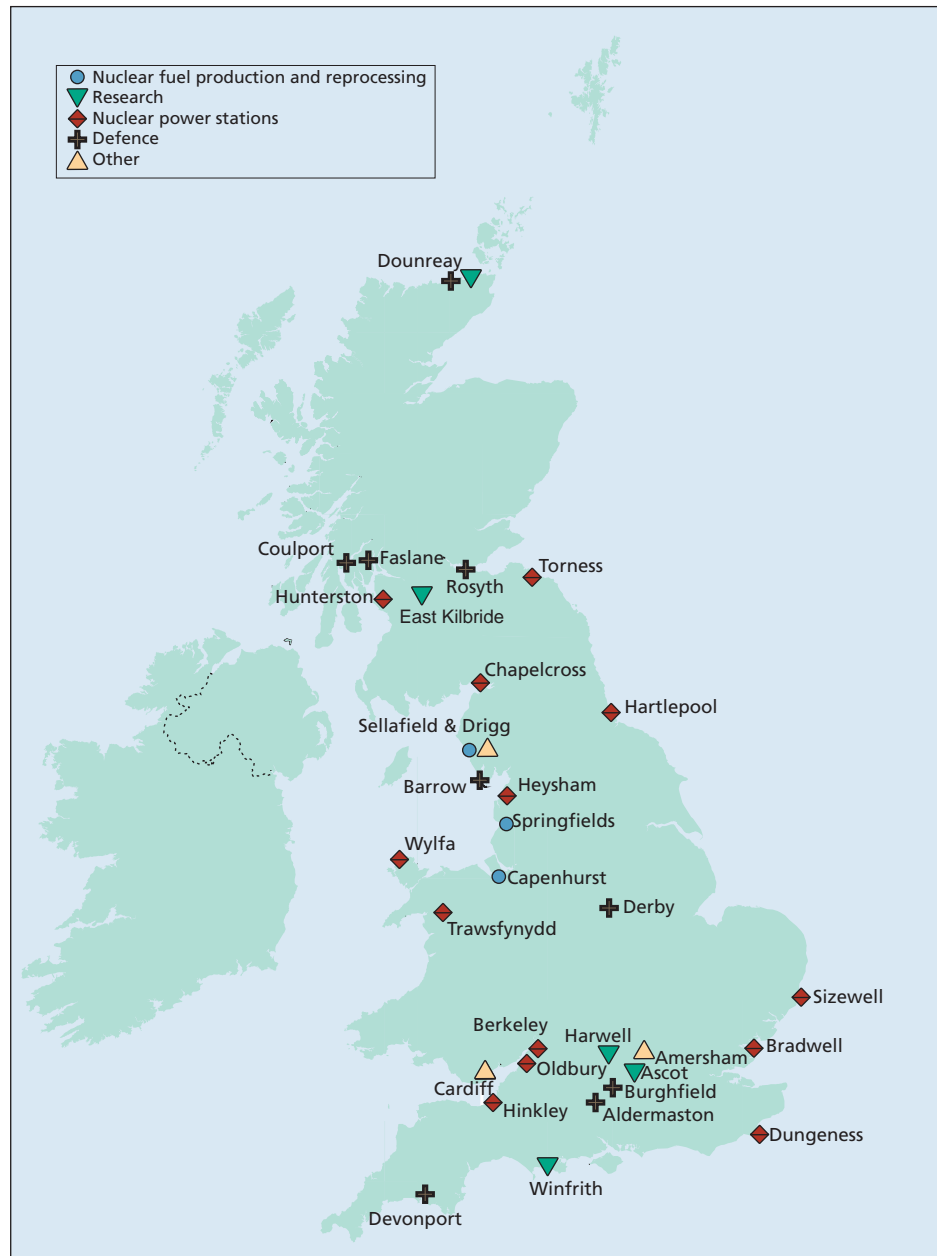 Nuclear fuel production and reprocessing
Research
Nuclear power stations
Defence
Other
Dounreay
Coulport
Faslane
Rosyth
Torness
Hunterston
East Kilbride
Chapelcross
Hartlepool
Sellafield & Drigg
Barrow
Heysham
Springfields
Wylfa
Capenhurst
Derby
Trawsfynydd
Sizewell
Berkeley
Harwell
Bradwell
Oldbury
Amersham
Ascot
Cardiff
Burghfield
Hinkley
Aldermaston
Dungeness
Winfrith
Devonport